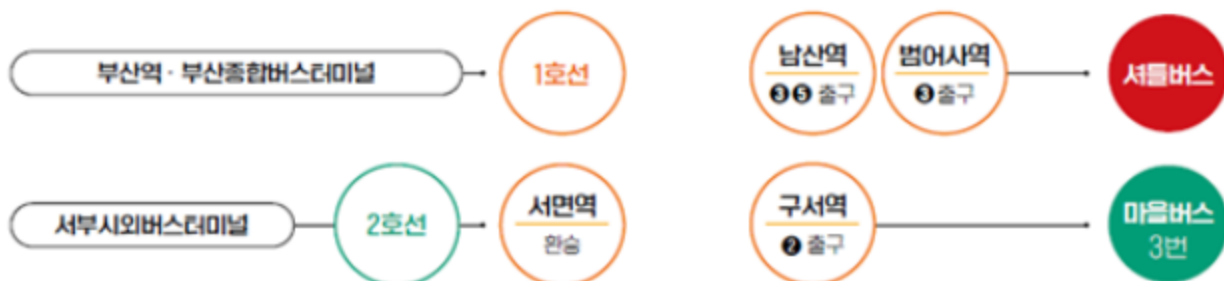 부산역 · 부산종합버스터미널
1호선
남산역
❸❺ 출구
범어사역
❸ 출구
셔틀버스
서부시외버스터미널
2호선
서면역
환승
구서역
❷ 출구
마을버스
3번